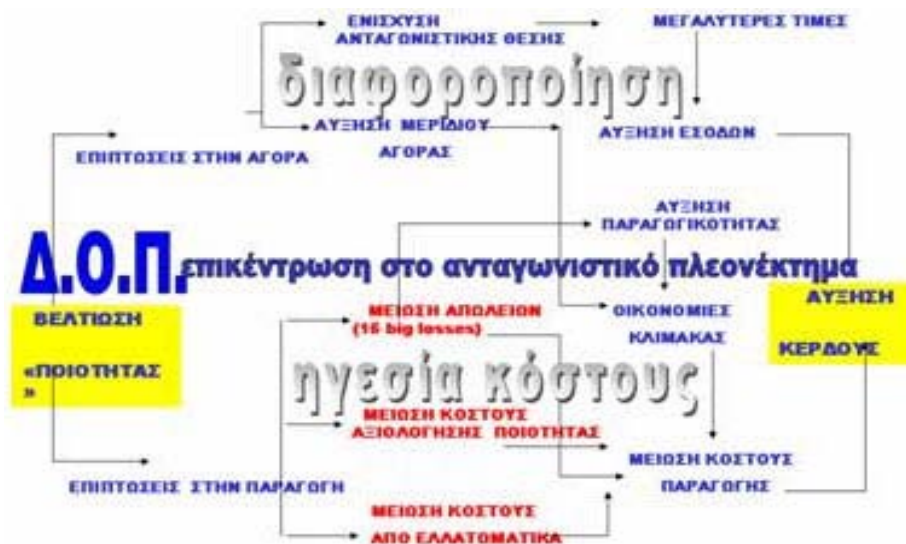 ΕΝΙΣΧΥΣΗ
ΑΝΤΑΓΩΝΙΣΤΙΚΗΣ ΘΕΣΗΣ
ΜΕΓΑΛΥΤΕΡΕΣ ΤΙΜΕΣ
διαφοροποίηση
ΑΥΞΗΣΗ ΜΕΡΙΔΙΟΥ
ΑΓΟΡΑΣ
ΑΥΞΗΣΗ ΕΣΟΔΩΝ
ΕΠΙΠΤΩΣΕΙΣ ΣΤΗΝ ΑΓΟΡΑ
ΑΥΞΗΣΗ
ΠΑΡΑΓΩΓΙΚΟΤΗΤΑΣ
Δ.Ο.Π. επικέντρωση στο ανταγωνιστικό πλεονέκτημα
ΒΕΛΤΙΩΣΗ
«ΠΟΙΟΤΗΤΑΣ
»
ΜΕΙΩΣΗ ΑΠΩΛΕΙΩΝ
(16 big losses)
ΟΙΚΟΝΟΜΙΕΣ
ΚΛΙΜΑΚΑΣ
ΑΥΞΗΣΗ
ΚΕΡΔΟΥΣ
ηγεσία κόστους
ΜΕΙΩΣΗ ΚΟΣΤΟΥΣ
ΑΞΙΟΛΟΓΗΣΗΣ ΠΟΙΟΤΗΤΑΣ
ΜΕΙΩΣΗ ΚΟΣΤΟΥΣ
ΠΑΡΑΓΩΓΗΣ
ΕΠΙΠΤΩΣΕΙΣ ΣΤΗΝ ΠΑΡΑΓΩΓΗ
ΜΕΙΩΣΗ ΚΟΣΤΟΥΣ
ΑΠΟ ΕΛΛΑΤΟΜΑΤΙΚΑ